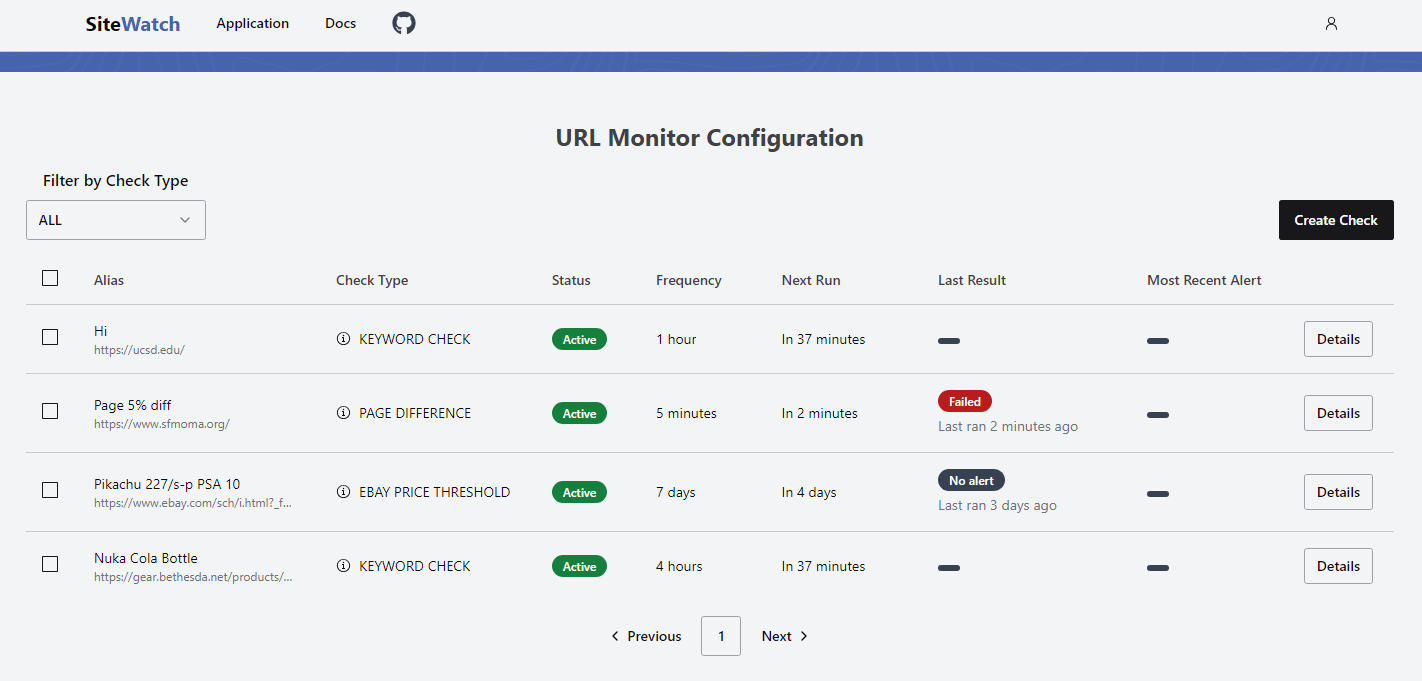 SiteWatch Application Docs
URL Monitor Configuration
Filter by Check Type
ALL
Create Check
Alias Check Type Status Frequency Next Run Last Result Most Recent Alert
Hi
https://ucsd.edu/
KEYWORD CHECK Active 1 hour In 37 minutes Details
Page 5% diff
https://www.sfmoma.org/
PAGE DIFFERENCE Active 5 minutes In 2 minutes Failed
Last ran 2 minutes ago
Details
Pikachu 227/s-p PSA 10
https://www.ebay.com/sch/i.html?_f...
EBAY PRICE THRESHOLD Active 7 days In 4 days No alert
Last ran 3 days ago
Details
Nuka Cola Bottle
https://gear.bethesda.net/products/...
KEYWORD CHECK Active 4 hours In 37 minutes Details
Previous 1 Next